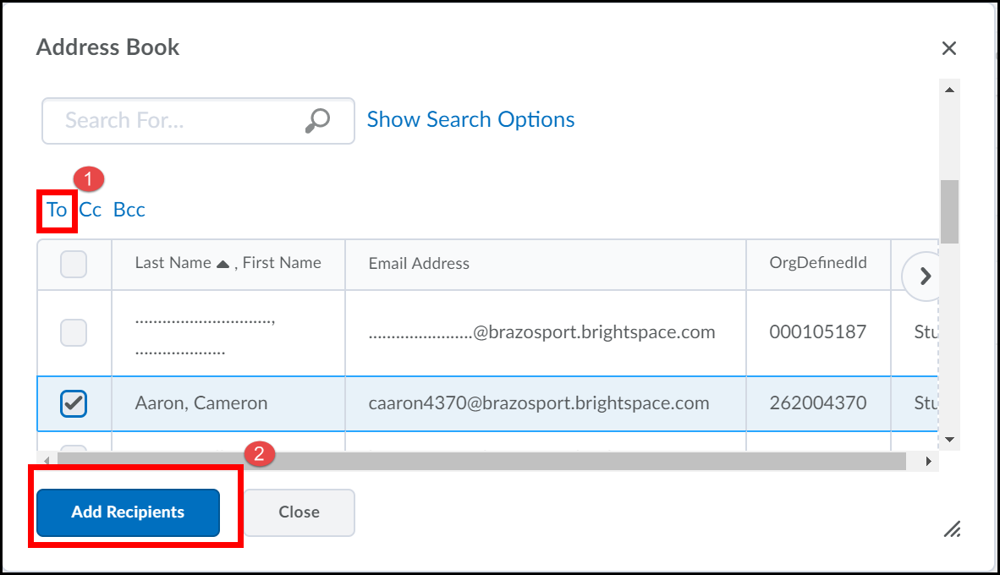 Address Book
Search For... Show Search Options
1
To Cc Bcc
Last Name , First Name Email Address OrgDefinedId
..............................,
.......................@brazosport.brightspace.com 000105187 Stu
....................
Aaron, Cameron caaron4370@brazosport.brightspace.com 262004370 Stu
2
Add Recipients Close